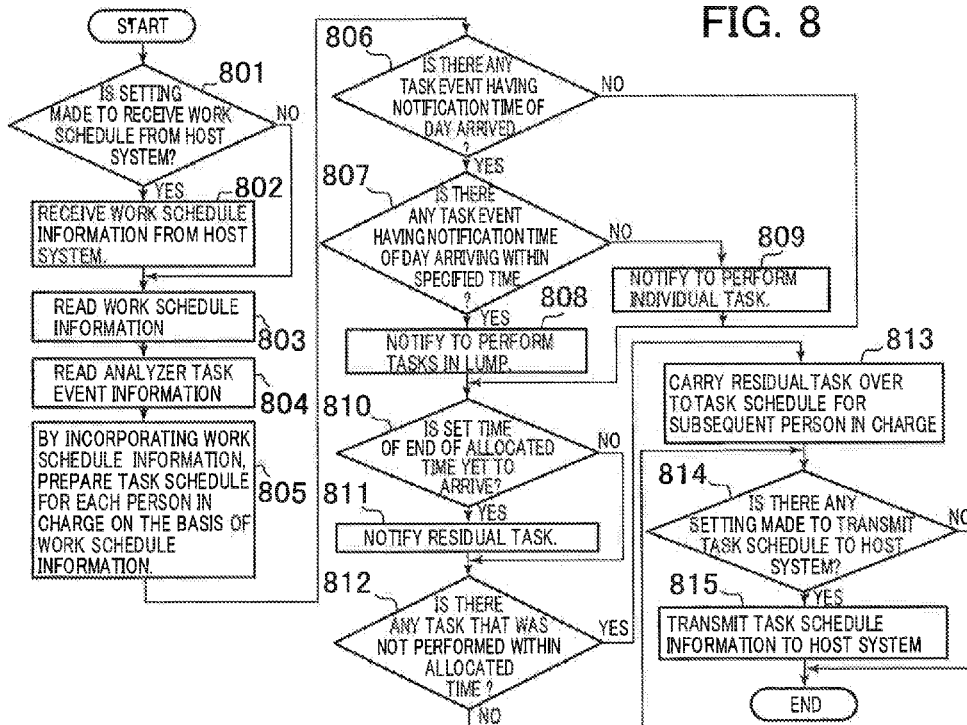 FIG. 8
START
801
IS SETTING
MADE TO RECEIVE WORK
SCHEDULE FROM HOST
SYSTEM?
NO
YES
802
RECEIVE WORK SCHEDULE
INFORMATION FROM HOST
SYSTEM.
READ WORK SCHEDULE
INFORMATION
803
READ ANALYZER TASK
EVENT INFORMATION
804
BY INCORPORATING WORK
SCHEDULE INFORMATION,
PREPARE TASK SCHEDULE
FOR EACH PERSON IN
CHARGE ON THE BASIS OF
WORK SCHEDULE
INFORMATION.
805
806
IS THERE ANY
TASK EVENT HAVING
NOTIFICATION TIME OF
DAY ARRIVED
?
NO
YES
807
IS THERE
ANY TASK EVENT
HAVING NOTIFICATION TIME
OF DAY ARRIVING WITHIN
SPECIFIED TIME
?
NO
YES
808
NOTIFY TO PERFORM
TASKS IN LUMP.
809
NOTIFY TO PERFORM
INDIVIDUAL TASK.
810
IS SET TIME
OF END OF ALLOCATED
TIME YET TO
ARRIVE?
NO
YES
811
NOTIFY RESIDUAL TASK.
812
IS THERE
ANY TASK THAT WAS
NOT PERFORMED WITHIN
ALLOCATED
TIME ?
YES
NO
813
CARRY RESIDUAL TASK OVER
TO TASK SCHEDULE FOR
SUBSEQUENT PERSON IN CHARGE
814
IS THERE ANY
SETTING MADE TO TRANSMIT
TASK SCHEDULE TO HOST
SYSTEM?
NO
YES
815
TRANSMIT TASK SCHEDULE
INFORMATION TO HOST SYSTEM
END